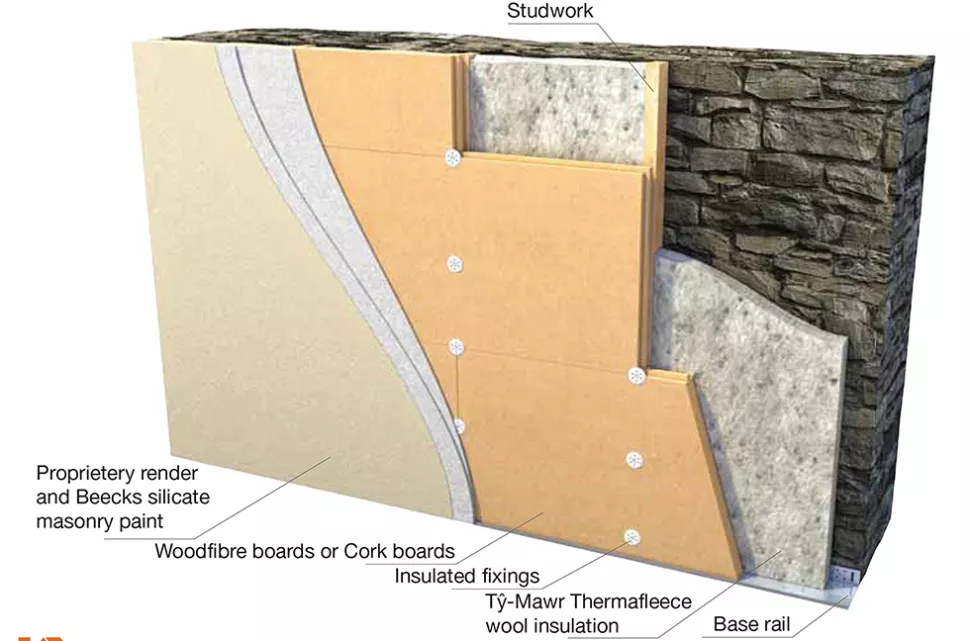 Studwork
Proprietery render
and Beecks silicate
masonry paint
Woodfibre boards or Cork boards
Insulated fixings
Tŷ-Mawr Thermafleece
wool insulation
Base rail